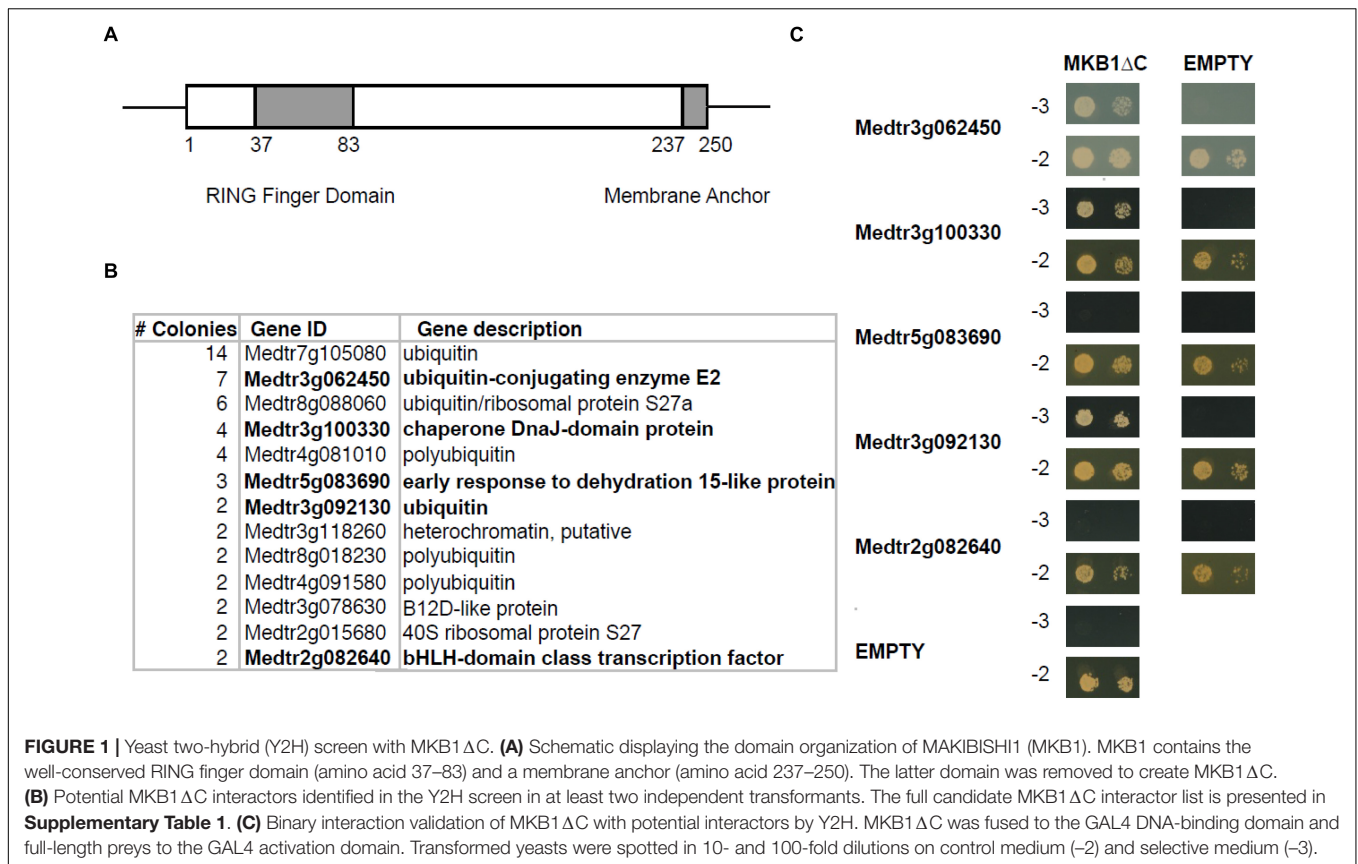 A
1 37 83 237 250
RING Finger Domain Membrane Anchor
B
# Colonies Gene ID Gene description
14 Medtr7g105080 ubiquitin
7 Medtr3g062450 ubiquitin-conjugating enzyme E2
6 Medtr8g088060 ubiquitin/ribosomal protein S27a
4 Medtr3g100330 chaperone DnaJ-domain protein
4 Medtr4g081010 polyubiquitin
3 Medtr5g083690 early response to dehydration 15-like protein
2 Medtr3g092130 ubiquitin
2 Medtr3g118260 heterochromatin, putative
2 Medtr8g018230 polyubiquitin
2 Medtr4g091580 polyubiquitin
2 Medtr3g078630 B12D-like protein
2 Medtr2g015680 40S ribosomal protein S27
2 Medtr2g082640 bHLH-domain class transcription factor
C
MKB1ΔC EMPTY
-3
Medtr3g062450
-2
-3
Medtr3g100330
-2
-3
Medtr5g083690
-2
-3
Medtr3g092130
-2
-3
Medtr2g082640
-2
-3
EMPTY
-2
FIGURE 1 | Yeast two-hybrid (Y2H) screen with MKB1ΔC. (A) Schematic displaying the domain organization of MAKIBISHI1 (MKB1). MKB1 contains the
well-conserved RING finger domain (amino acid 37–83) and a membrane anchor (amino acid 237–250). The latter domain was removed to create MKB1ΔC.
(B) Potential MKB1ΔC interactors identified in the Y2H screen in at least two independent transformants. The full candidate MKB1ΔC interactor list is presented in
Supplementary Table 1. (C) Binary interaction validation of MKB1ΔC with potential interactors by Y2H. MKB1ΔC was fused to the GAL4 DNA-binding domain and
full-length preys to the GAL4 activation domain. Transformed yeasts were spotted in 10- and 100-fold dilutions on control medium (–2) and selective medium (–3).